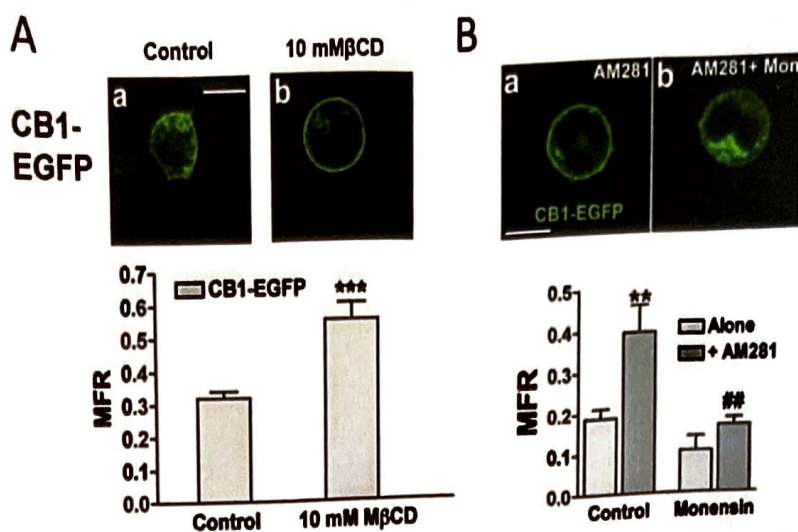 A
Control
10 mMβCD
CB1-
EGFP
a
b
0.7
0.6
0.5
0.4
0.3
0.2
0.1
0.0
MFR
CB1-EGFP
***
Control
10 mM MβCD
B
a
AM281
b
AM281+ Mon
CB1-EGFP
0.5
0.4
0.3
0.2
0.1
0.0
MFR
**
##
Alone
+ AM281
Control
Monensin